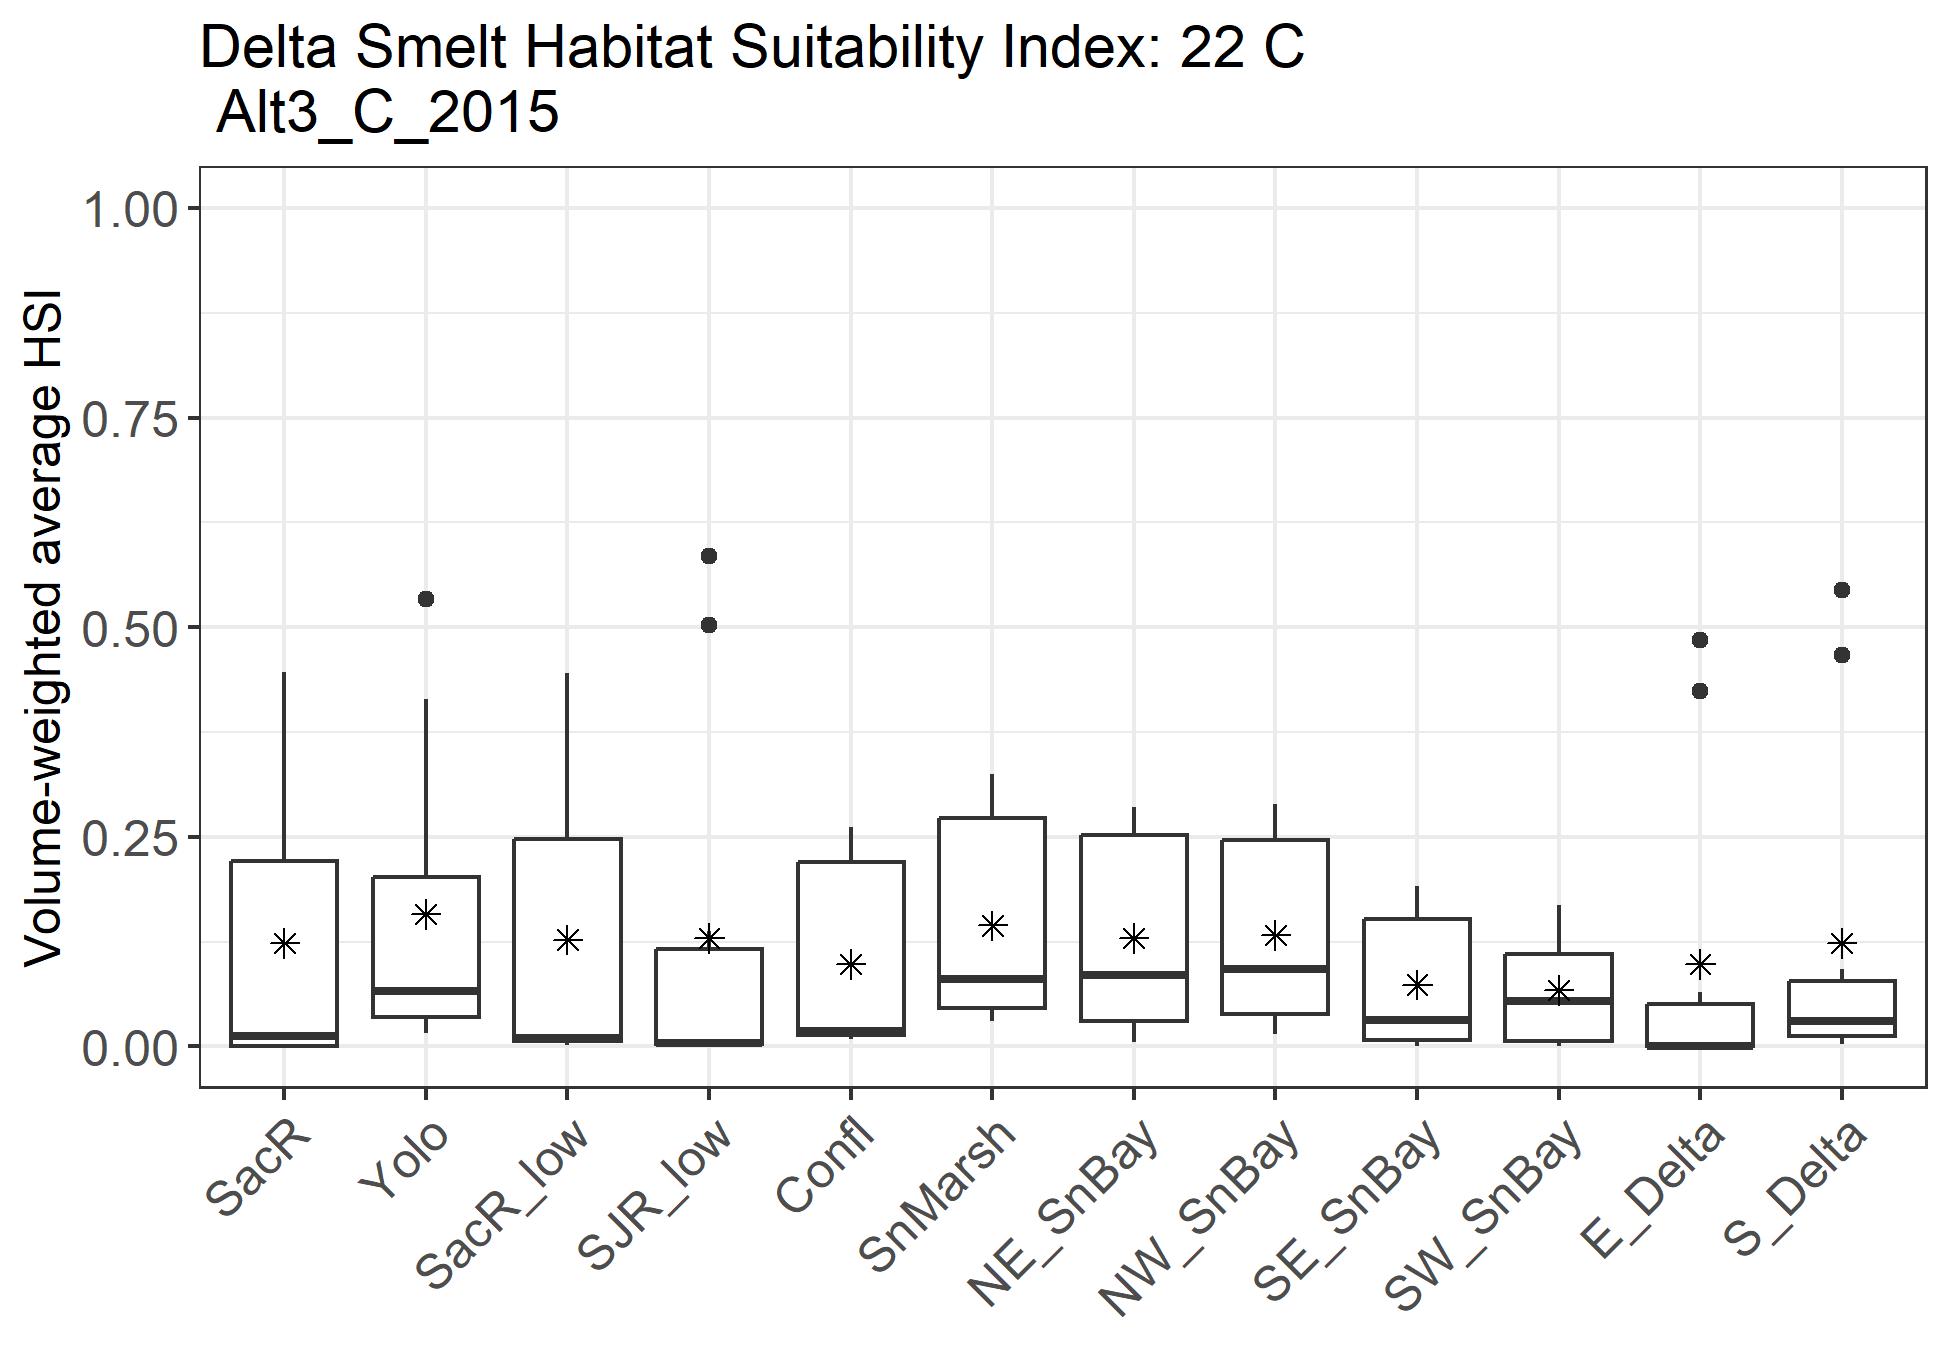 Delta Smelt Habitat Suitability Index: 22 C
Alt3_C_2015
Volume-weighted average HSI
1.00
0.75
0.50
0.25
0.00
SacR
Yolo
SacR_low
SJR_low
Confl
SnMarsh
NE_SnBay
NW_SnBay
SE_SnBay
SW_SnBay
E_Delta
S_Delta